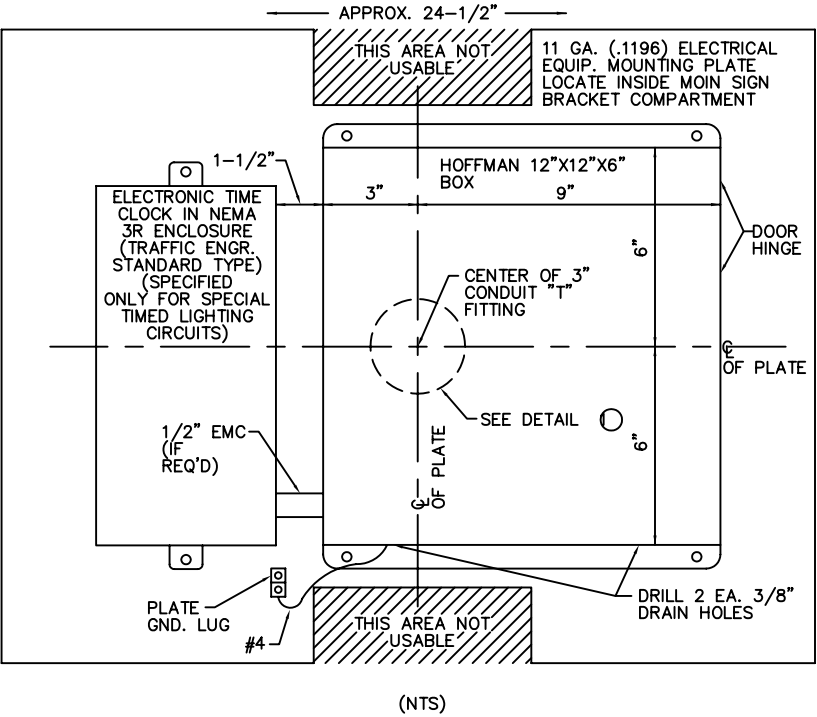 APPROX. 24-1/2"
THIS AREA NOT
USABLE
11 GA. (.1196) ELECTRICAL
EQUIP. MOUNTING PLATE
LOCATE INSIDE MOIN SIGN
BRACKET COMPARTMENT
1-1/2"
HOFFMAN 12"X12"X6"
BOX
3"
9"
ELECTRONIC TIME
CLOCK IN NEMA
3R ENCLOSURE
(TRAFFIC ENGR.
STANDARD TYPE)
(SPECIFIED
ONLY FOR SPECIAL
TIMED LIGHTING
CIRCUITS)
6"
DOOR
HINGE
CENTER OF 3"
CONDUIT "T"
FITTING
CL
OF PLATE
SEE DETAIL 1
6"
1/2" EMC
(IF
REQ'D)
CL
OF PLATE
PLATE
GND. LUG
#4
DRILL 2 EA. 3/8"
DRAIN HOLES
THIS AREA NOT
USABLE
(NTS)